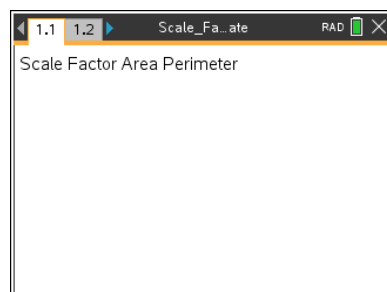 1.1 1.2 Scale_Fa...ate RAD
Scale Factor Area Perimeter